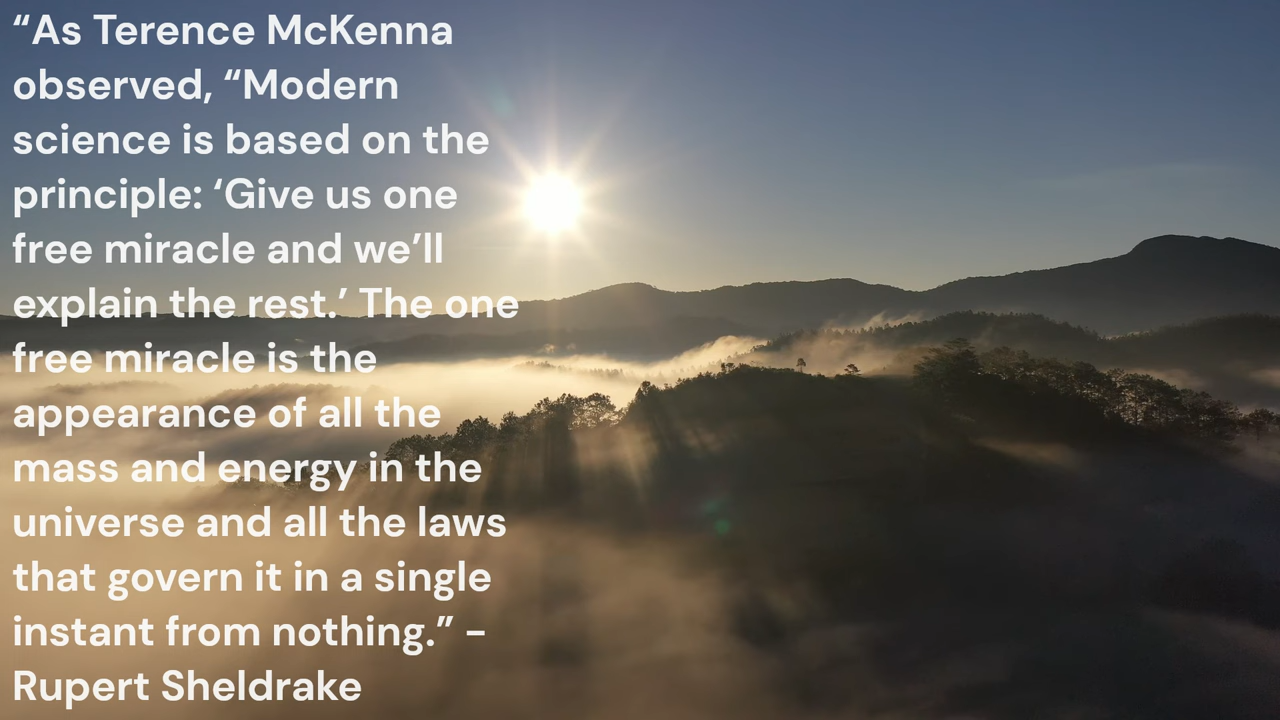 “As Terence McKenna
observed, “Modern
science is based on the
principle: ‘Give us one
free miracle and we’ll
explain the rest.’ The one
free miracle is the
appearance of all the
mass and energy in the
universe and all the laws
that govern it in a single
instant from nothing.” –
Rupert Sheldrake